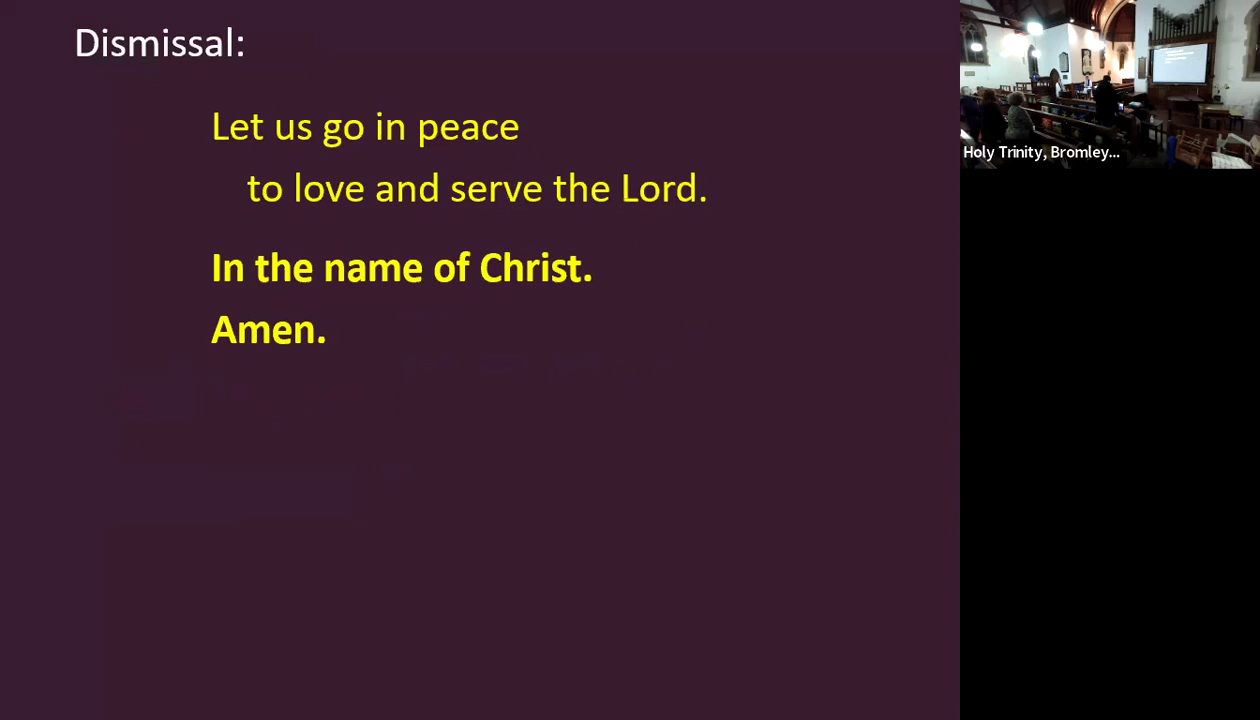 Dismissal:
Let us go in peace
to love and serve the Lord.
In the name of Christ.
Amen.
Holy Trinity, Bromley...